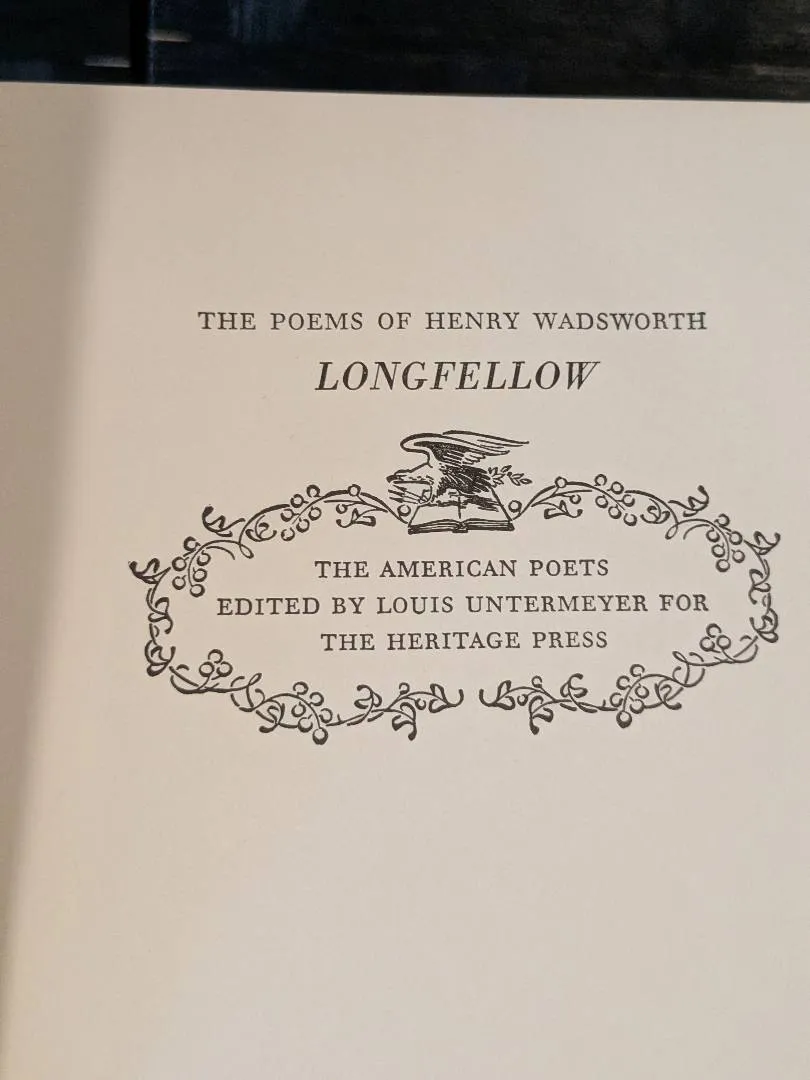 THE POEMS OF HENRY WADSWORTH
LONGFELLOW
THE AMERICAN POETS
EDITED BY LOUIS UNTERMEYER FOR
THE HERITAGE PRESS